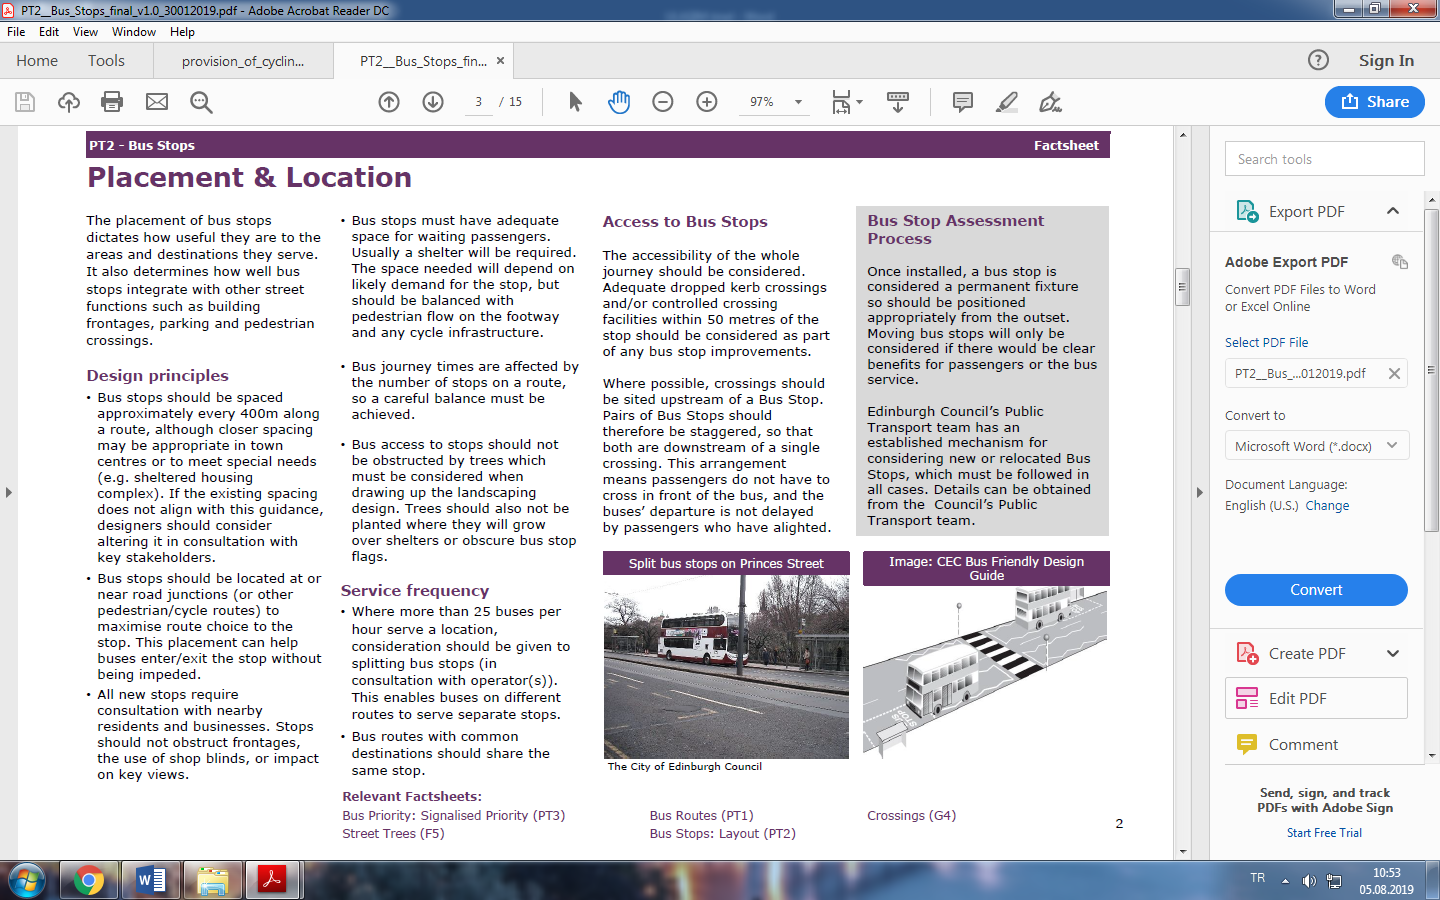 PT2__Bus_Stops_final_v1.0_30012019.pdf - Adobe Acrobat Reader DC
File Edit View Window Help
Home Tools provision_of_cyclin... PT2__Bus_Stops_fin... Sign In
3 / 15 97% Share
PT2 - Bus Stops Factsheet
Placement & Location
The placement of bus stops
dictates how useful they are to the
areas and destinations they serve.
It also determines how well bus
stops integrate with other street
functions such as building
frontages, parking and pedestrian
crossings.
Design principles
• Bus stops should be spaced
approximately every 400m along
a route, although closer spacing
may be appropriate in town
centres or to meet special needs
(e.g. sheltered housing
complex). If the existing spacing
does not align with this guidance,
designers should consider
altering it in consultation with
key stakeholders.
• Bus stops should be located at or
near road junctions (or other
pedestrian/cycle routes) to
maximise route choice to the
stop. This placement can help
buses enter/exit the stop without
being impeded.
• All new stops require
consultation with nearby
residents and businesses. Stops
should not obstruct frontages,
the use of shop blinds, or impact
on key views.
• Bus stops must have adequate
space for waiting passengers.
Usually a shelter will be required.
The space needed will depend on
likely demand for the stop, but
should be balanced with
pedestrian flow on the footway
and any cycle infrastructure.
• Bus journey times are affected by
the number of stops on a route,
so a careful balance must be
achieved.
• Bus access to stops should not
be obstructed by trees which
must be considered when
drawing up the landscaping
design. Trees should also not be
planted where they will grow
over shelters or obscure bus stop
flags.
Service frequency
• Where more than 25 buses per
hour serve a location,
consideration should be given to
splitting bus stops (in
consultation with operator(s)).
This enables buses on different
routes to serve separate stops.
• Bus routes with common
destinations should share the
same stop.
Access to Bus Stops
The accessibility of the whole
journey should be considered.
Adequate dropped kerb crossings
and/or controlled crossing
facilities within 50 metres of the
stop should be considered as part
of any bus stop improvements.
Where possible, crossings should
be sited upstream of a Bus Stop.
Pairs of Bus Stops should
therefore be staggered, so that
both are downstream of a single
crossing. This arrangement
means passengers do not have to
cross in front of the bus, and the
buses' departure is not delayed
by passengers who have alighted.
Split bus stops on Princes Street
The City of Edinburgh Council
Bus Stop Assessment
Process
Once installed, a bus stop is
considered a permanent fixture
so should be positioned
appropriately from the outset.
Moving bus stops will only be
considered if there would be clear
benefits for passengers or the bus
service.
Edinburgh Council's Public
Transport team has an
established mechanism for
considering new or relocated Bus
Stops, which must be followed in
all cases. Details can be obtained
from the Council's Public
Transport team.
Image: CEC Bus Friendly Design
Guide
Relevant Factsheets:
Bus Priority: Signalised Priority (PT3) Bus Routes (PT1) Crossings (G4)
Street Trees (F5) Bus Stops: Layout (PT2)
2
Search tools
Export PDF
Adobe Export PDF
Convert PDF Files to Word
or Excel Online
Select PDF File
PT2__Bus_...012019.pdf
Convert to
Microsoft Word (*.docx)
Document Language:
English (U.S.) Change
Convert
Create PDF
Edit PDF
Comment
Send, sign, and track
PDFs with Adobe Sign
Start Free Trial
TR 10:53
05.08.2019